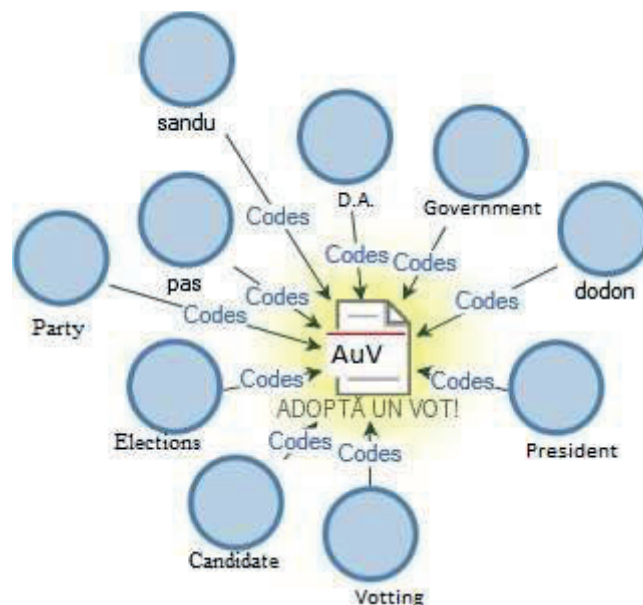 sandu
D.A.
Government
Codes
pas
Codes
Codes
dodon
Codes
Party
Codes
Codes
AuV
Codes
Codes
Elections
ADOPTĂ UN VOT!
Codes
Codes
President
Candidate
Votting